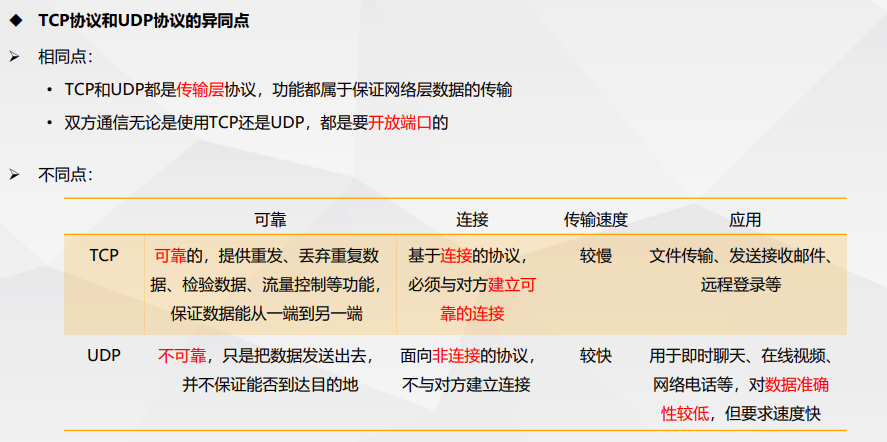 ◆ TCP协议和UDP协议的异同点
➢ 相同点：
• TCP和UDP都是传输层协议，功能都属于保证网络层数据的传输
• 双方通信无论是使用TCP还是UDP，都是要开放端口的
➢ 不同点：
可靠 连接 传输速度 应用
TCP 可靠的，提供重发、丢弃重复数 基于连接的协议， 较慢 文件传输、发送接收邮件、
据、检验数据、流量控制等功能， 必须与对方建立可 远程登录等
保证数据能从一端到另一端 靠的连接
UDP 不可靠，只是把数据发送出去， 面向非连接的协议， 较快 用于即时聊天、在线视频、
并不保证能否到达目的地 不与对方建立连接 网络电话等，对数据准确
性较低，但要求速度快